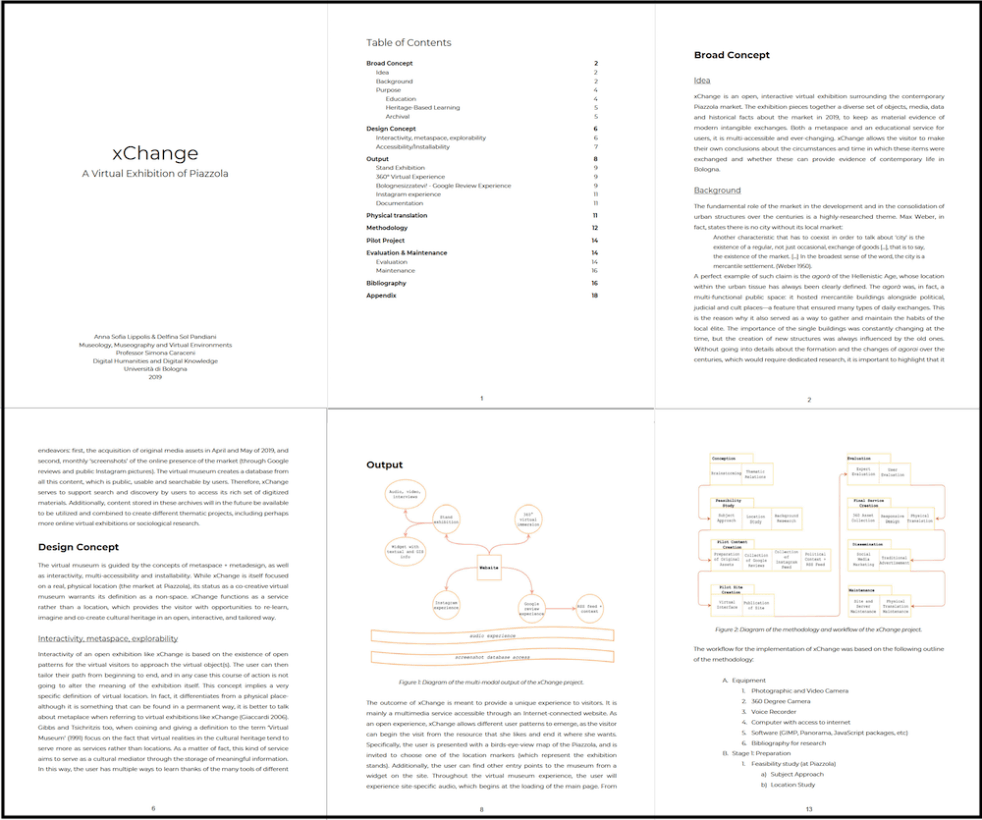 xChange
A Virtual Exhibition of Piazzola
Anna Sofia Lippolis & Delfina Sol Pandiani
Museology, Museography and Virtual Environments
Professor Simona Caraceni
Digital Humanities and Digital Knowledge
Università di Bologna
2019
Table of Contents
Broad Concept 2
Idea 2
Background 2
Purpose 4
Education 4
Heritage-Based Learning 5
Archival 5
Design Concept 6
Interactivity, metaspace, explorability 6
Accessibility/Installability 7
Output 8
Stand Exhibition 9
360° Virtual Experience 9
Bolognesizzatevi! - Google Review Experience 9
Instagram experience 11
Documentation 11
Physical translation 11
Methodology 12
Pilot Project 14
Evaluation & Maintenance 14
Evaluation 14
Maintenance 16
Bibliography 16
Appendix 18
1
Broad Concept
Idea
xChange is an open, interactive virtual exhibition surrounding the contemporary
Piazzola market. The exhibition pieces together a diverse set of objects, media, data
and historical facts about the market in 2019, to keep as material evidence of
modern intangible exchanges. Both a metaspace and an educational service for
users, it is multi-accessible and ever-changing. xChange allows the visitor to make
their own conclusions about the circumstances and time in which these items were
exchanged and whether these can provide evidence of contemporary life in
Bologna.
Background
The fundamental role of the market in the development and in the consolidation of
urban structures over the centuries is a highly-researched theme. Max Weber, in
fact, states there is no city without its local market:
Another characteristic that has to coexist in order to talk about 'city' is the
existence of a regular, not just occasional, exchange of goods [...], that is to say,
the existence of the market. [...] In the broadest sense of the word, the city is a
mercantile settlement. (Weber 1950).
A perfect example of such claim is the agorá of the Hellenistic Age, whose location
within the urban tissue has always been clearly defined. The agorá was, in fact, a
multi-functional public space: it hosted mercantile buildings alongside political,
judicial and cult places—a feature that ensured many types of daily exchanges. This
is the reason why it also served as a way to gather and maintain the habits of the
local élite. The importance of the single buildings was constantly changing at the
time, but the creation of new structures was always influenced by the old ones.
Without going into details about the formation and the changes of agorai over the
centuries, which would require dedicated research, it is important to highlight that it
2
endeavors: first, the acquisition of original media assets in April and May of 2019, and
second, monthly 'screenshots' of the online presence of the market (through Google
reviews and public Instagram pictures). The virtual museum creates a database from
all this content, which is public, usable and searchable by users. Therefore, xChange
serves to support search and discovery by users to access its rich set of digitized
materials. Additionally, content stored in these archives will in the future be available
to be utilized and combined to create different thematic projects, including perhaps
more online virtual exhibitions or sociological research.
Design Concept
The virtual museum is guided by the concepts of metaspace + metadesign, as well
as interactivity, multi-accessibility and installability. While xChange is itself focused
on a real, physical location (the market at Piazzola), its status as a co-creative virtual
museum warrants its definition as a non-space. xChange functions as a service
rather than a location, which provides the visitor with opportunities to re-learn,
imagine and co-create cultural heritage in an open, interactive, and tailored way.
Interactivity, metaspace, explorability
Interactivity of an open exhibition like xChange is based on the existence of open
patterns for the virtual visitors to approach the virtual object(s). The user can then
tailor their path from beginning to end, and in any case this course of action is not
going to alter the meaning of the exhibition itself. This concept implies a very
specific definition of virtual location. In fact, it differentiates from a physical place-
although it is something that can be found in a permanent way, it is better to talk
about metaplace when referring to virtual exhibitions like xChange (Giaccardi 2006).
Gibbs and Tsichritzis too, when coining and giving a definition to the term 'Virtual
Museum' (1991) focus on the fact that virtual realities in the cultural heritage tend to
serve more as services rather than locations. As a matter of fact, this kind of service
aims to serve as a cultural mediator through the storage of meaningful information.
In this way, the user has multiple ways to learn thanks of the many tools of different
6
Output
Audio, video,
interviews
Stand
exhibition
360°
virtual
immersion
Widget with
textual and GIS
info
Website
Instagram
experience
Google
review
experience
RSS feed +
context
audio experience
screenshot database access
Figure 1: Diagram of the multi-modal output of the xChange project.
The outcome of xChange is meant to provide a unique experience to visitors. It is
mainly a multimedia service accessible through an Internet-connected website. As
an open experience, xChange allows different user patterns to emerge, as the visitor
can begin the visit from the resource that she likes and end it where she wants.
Specifically, the user is presented with a birds-eye-view map of the Piazzola, and is
invited to choose one of the location markers (which represent the exhibition
stands). Additionally, the user can find other entry points to the museum from a
widget on the site. Throughout the virtual museum experience, the user will
experience site-specific audio, which begins at the loading of the main page. From
8
Conception
Brainstorming
Thematic
Relations
Feasibility
Study
Subject
Approach
Location
Study
Background
Research
Pilot Content
Creation
Preparation
of Original
Assets
Collection
of Google
Reviews
Collection
of
Instagram
Feed
Political
Context +
RSS Feed
Pilot Site
Creation
Virtual
Interface
Publication
of Site
Evaluation
Expert
Evaluation
User
Evaluation
Final Service
Creation
360 Asset
Collection
Responsive
Design
Physical
Translation
Dissemination
Social
Media
Marketing
Traditional
Advertisement
Maintenance
Site and
Server
Maintenance
Physical
Translation
Maintenance
Figure 2: Diagram of the methodology and workflow of the xChange project.
The workflow for the implementation of xChange was based on the following outline
of the methodology:
A. Equipment
1. Photographic and Video Camera
2. 360 Degree Camera
3. Voice Recorder
4. Computer with access to internet
5. Software (GIMP, Panorama, JavaScript packages, etc)
6. Bibliography for research
B. Stage 1: Preparation
1. Feasibility study (at Piazzola)
a) Subject Approach
b) Location Study
13